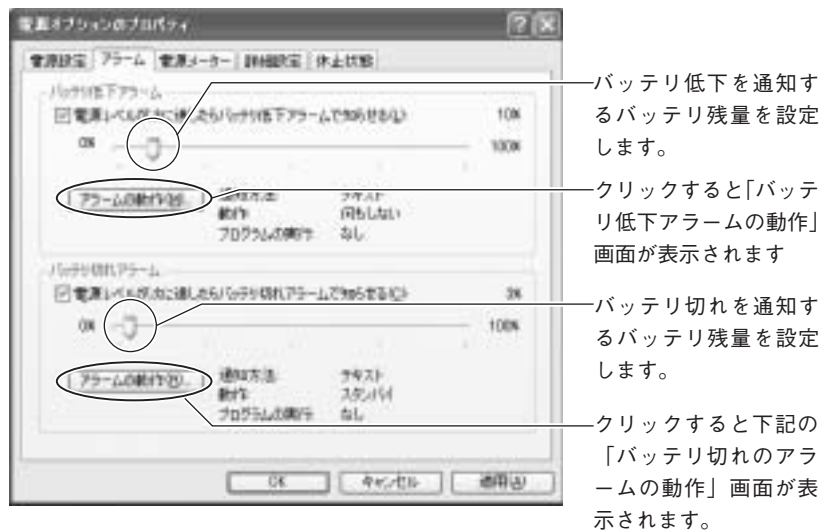 電源オプションのプロパティ
電源設定 アラーム 電源メーター 詳細設定 休止状態
バッテリ低下アラーム
電源レベルが次に達したらバッテリ低下アラームで知らせる(L) 10%
0% 100%
アラームの動作 通知方法 テキスト
動作 何もしない
プログラムの実行 なし
バッテリ切れアラーム
電源レベルが次に達したらバッテリ切れアラームで知らせる(C) 3%
0% 100%
アラームの動作 通知方法 テキスト
動作 スタンバイ
プログラムの実行 なし
OK キャンセル 適用(A)
バッテリ低下を通知す
るバッテリ残量を設定
します。
クリックすると「バッテ
リ低下アラームの動作」
画面が表示されます
バッテリ切れを通知す
るバッテリ残量を設定
します。
クリックすると下記の
「バッテリ切れのアラ
ームの動作」画面が表
示されます。